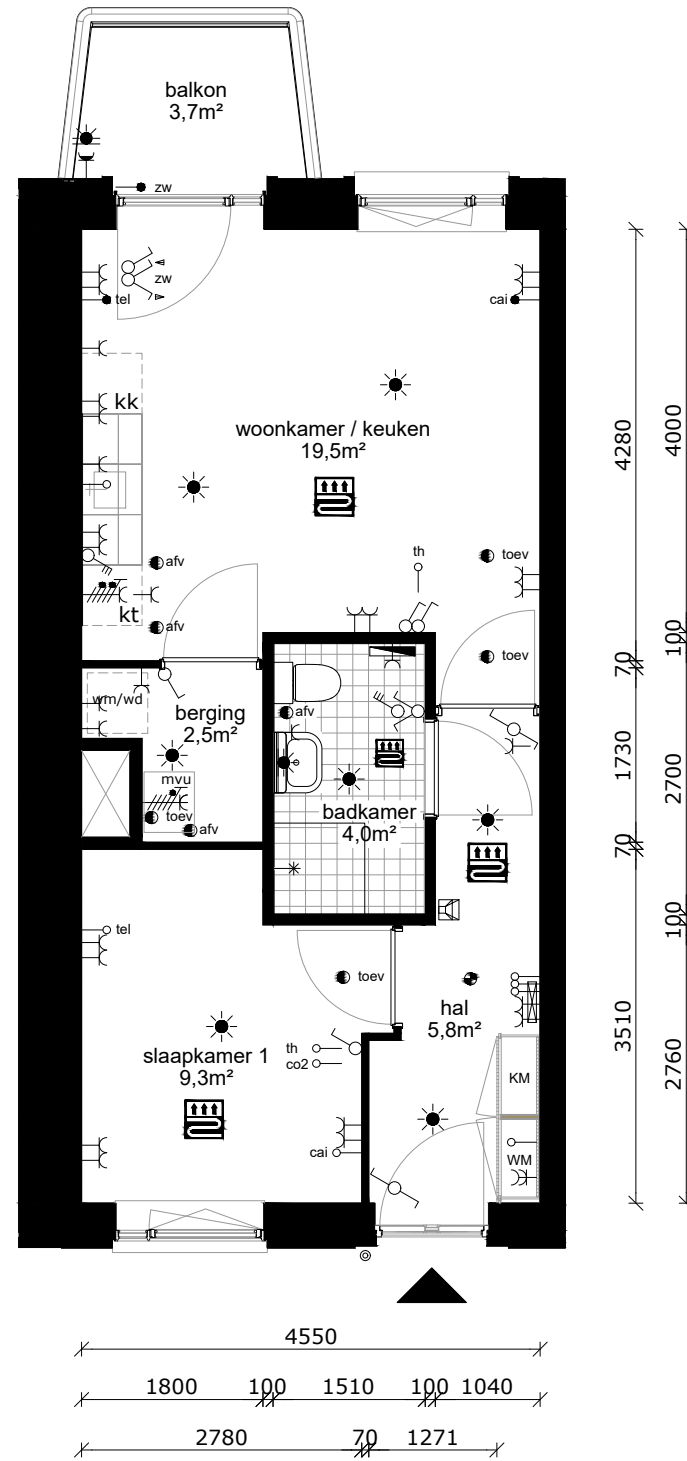 balkon
3,7m²
zw
zw
tel
cai
kk
woonkamer / keuken
19,5m²
th
toev
afv
kt
afv
toev
wm/wd
berging
2,5m²
afv
mvu
toev
afv
badkamer
4,0m²
tel
toev
hal
5,8m²
th
co2
slaapkamer 1
9,3m²
KM
cai
WM
4280
70
1730
70
3510
4000
100
2700
100
2760
4550
1800
100
1510
100
1040
2780
70
1271